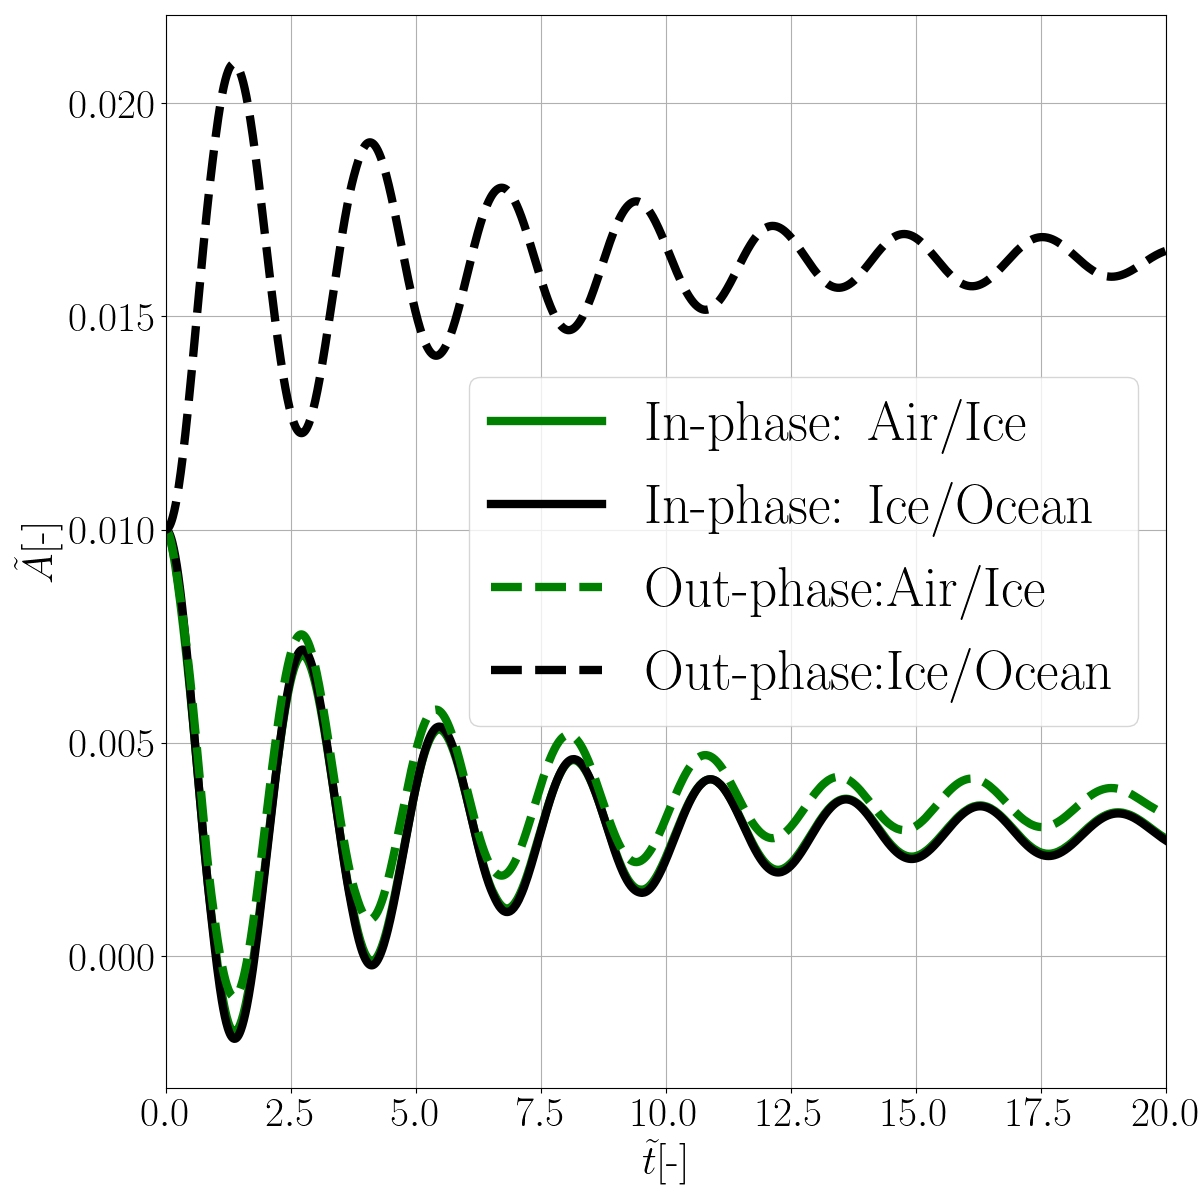 0.020
0.015
0.010
0.005
0.000
Ã[-]
In-phase: Air/Ice
In-phase: Ice/Ocean
Out-phase:Air/Ice
Out-phase:Ice/Ocean
0.0 2.5 5.0 7.5 10.0 12.5 15.0 17.5 20.0
t̃[-]